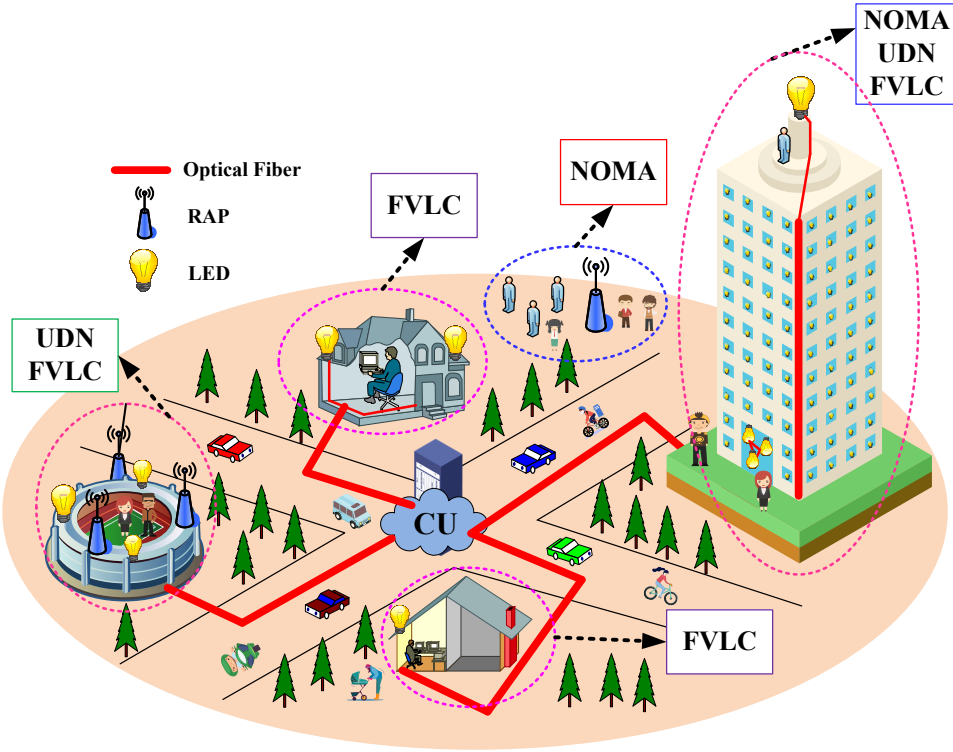 NOMA
UDN
FVLC
NOMA
FVLC
Optical Fiber
RAP
LED
UDN
FVLC
CU
FVLC